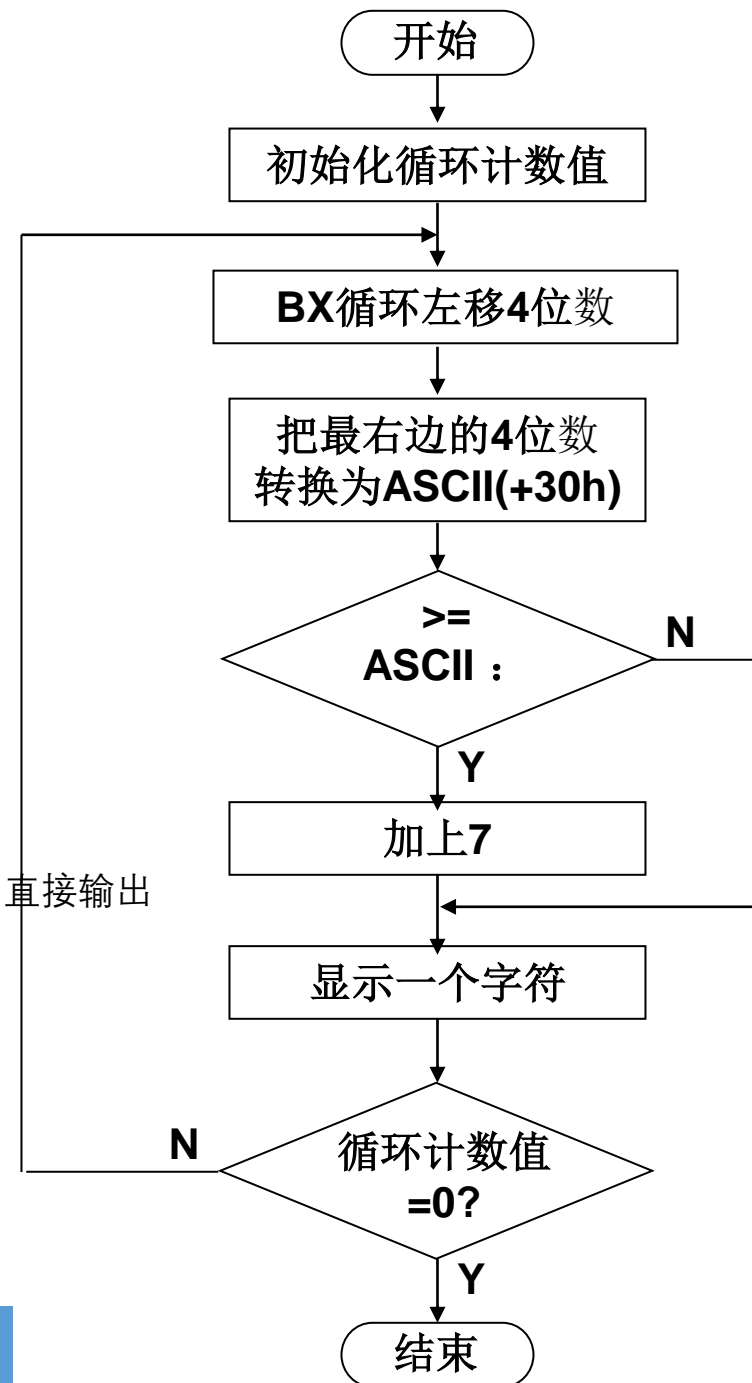 开始
初始化循环计数值
BX循环左移4位数
把最右边的4位数
转换为ASCII(+30h)
>=
ASCII ：
N
Y
加上7
直接输出
显示一个字符
N
循环计数值
=0?
Y
结束